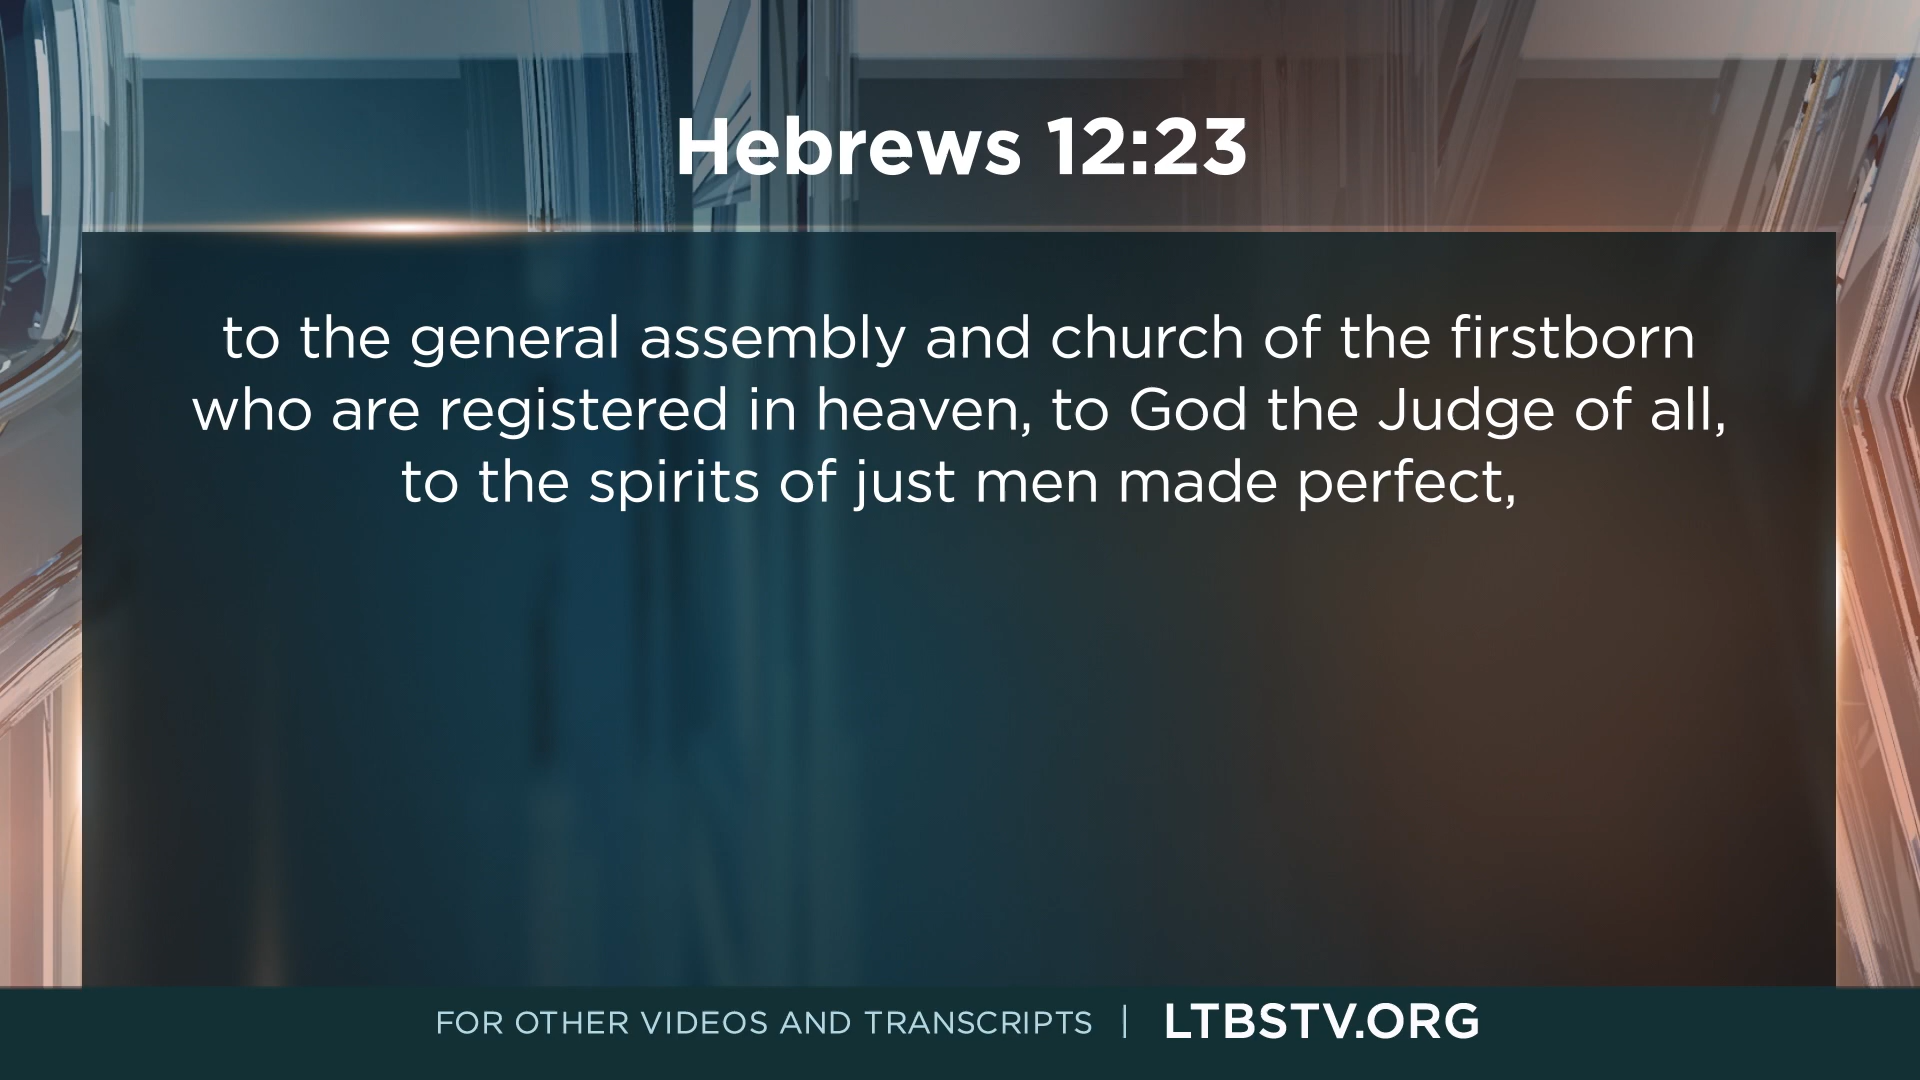 Hebrews 12:23
to the general assembly and church of the firstborn
who are registered in heaven, to God the Judge of all,
to the spirits of just men made perfect,
FOR OTHER VIDEOS AND TRANSCRIPTS | LTBSTV.ORG